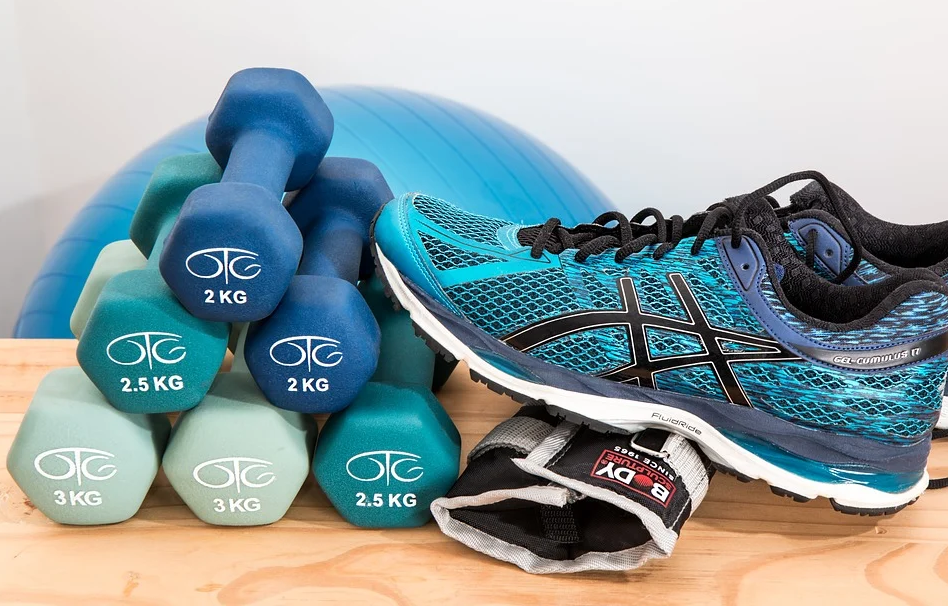 OTG
2 KG
OTG
2.5 KG
OTG
2 KG
OTG
3 KG
OTG
3 KG
OTG
2.5 KG
GEL-CUMULUS 17
FluidRide
BODY
SCULPTURE
SINCE 1965